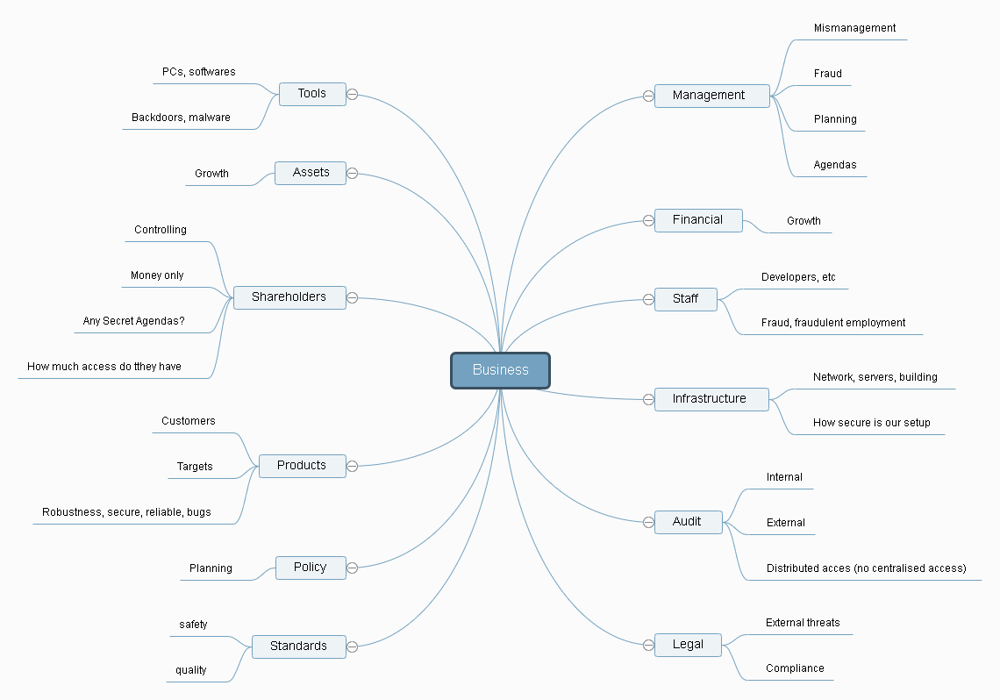 Business
Management
Mismanagement
Fraud
Planning
Agendas
Financial
Growth
Staff
Developers, etc
Fraud, fraudulent employment
Infrastructure
Network, servers, building
How secure is our setup
Audit
Internal
External
Distributed acces (no centralised access)
Legal
External threats
Compliance
Tools
PCs, softwares
Backdoors, malware
Assets
Growth
Shareholders
Controlling
Money only
Any Secret Agendas?
How much access do tthey have
Products
Customers
Targets
Robustness, secure, reliable, bugs
Policy
Planning
Standards
safety
quality